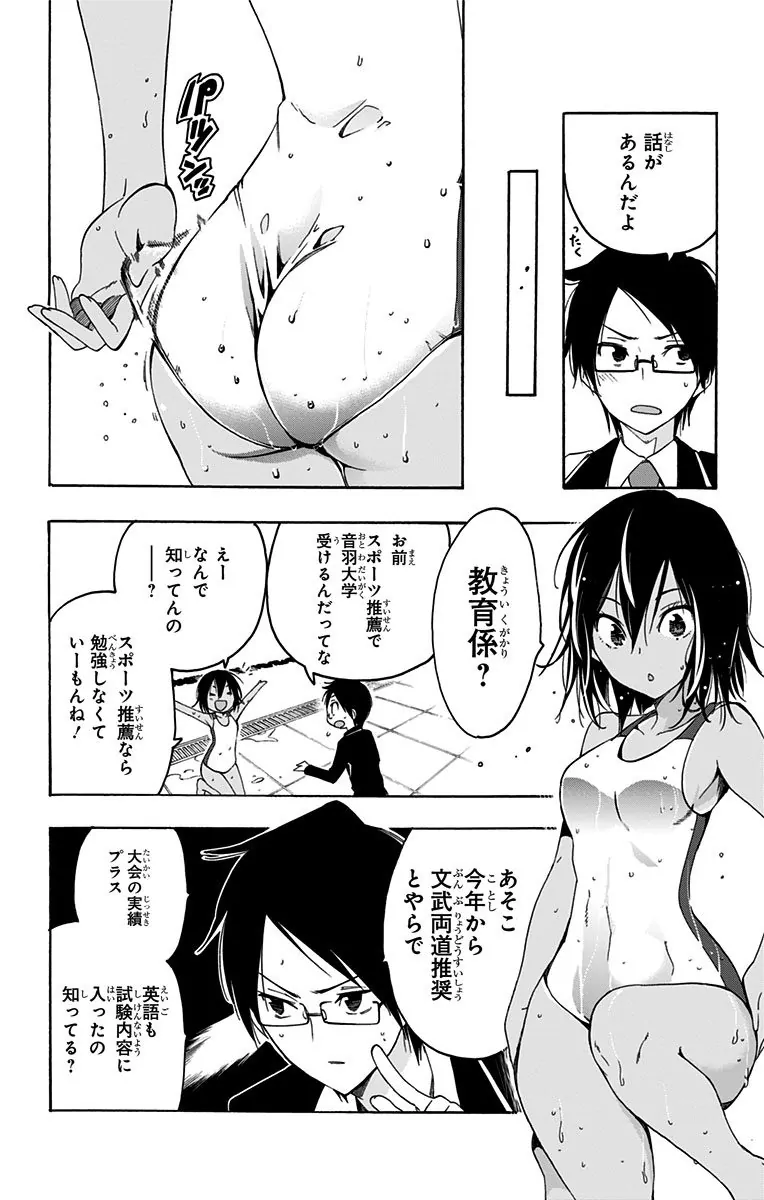 話が
あるんだよ
ったく
パツンッ
教育係?
お前
スポーツ推薦で
音羽大学
受けるんだってな
えー
なんで
知ってんの
――?
スポーツ推薦なら
勉強しなくて
いーもんね!
あそこ
今年から
文武両道推奨
とやらで
大会の実績
プラス
英語も
試験内容に
入ったの
知ってる?